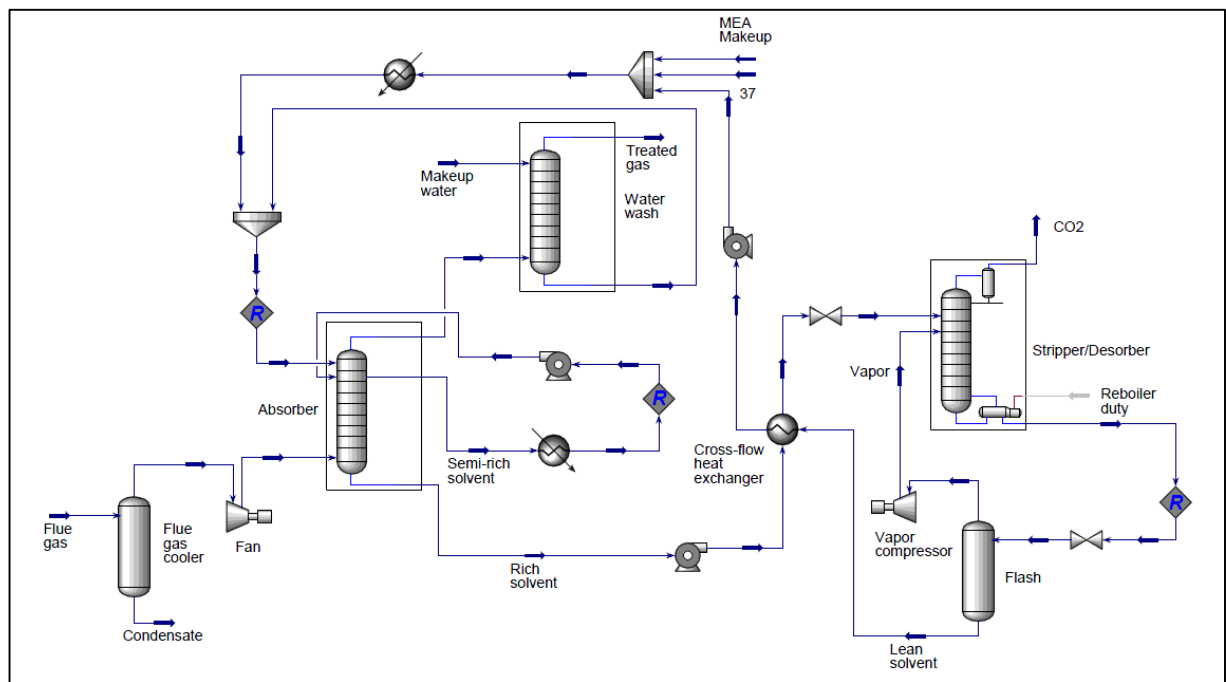 MEA
Makeup
37
Treated
gas
Makeup
water
Water
wash
CO2
R
Stripper/Desorber
Vapor
Absorber
R
Reboiler
duty
Semi-rich
solvent
Cross-flow
heat
exchanger
R
Flue
gas
Flue
gas
cooler
Fan
Vapor
compressor
Flash
Rich
solvent
Condensate
Lean
solvent